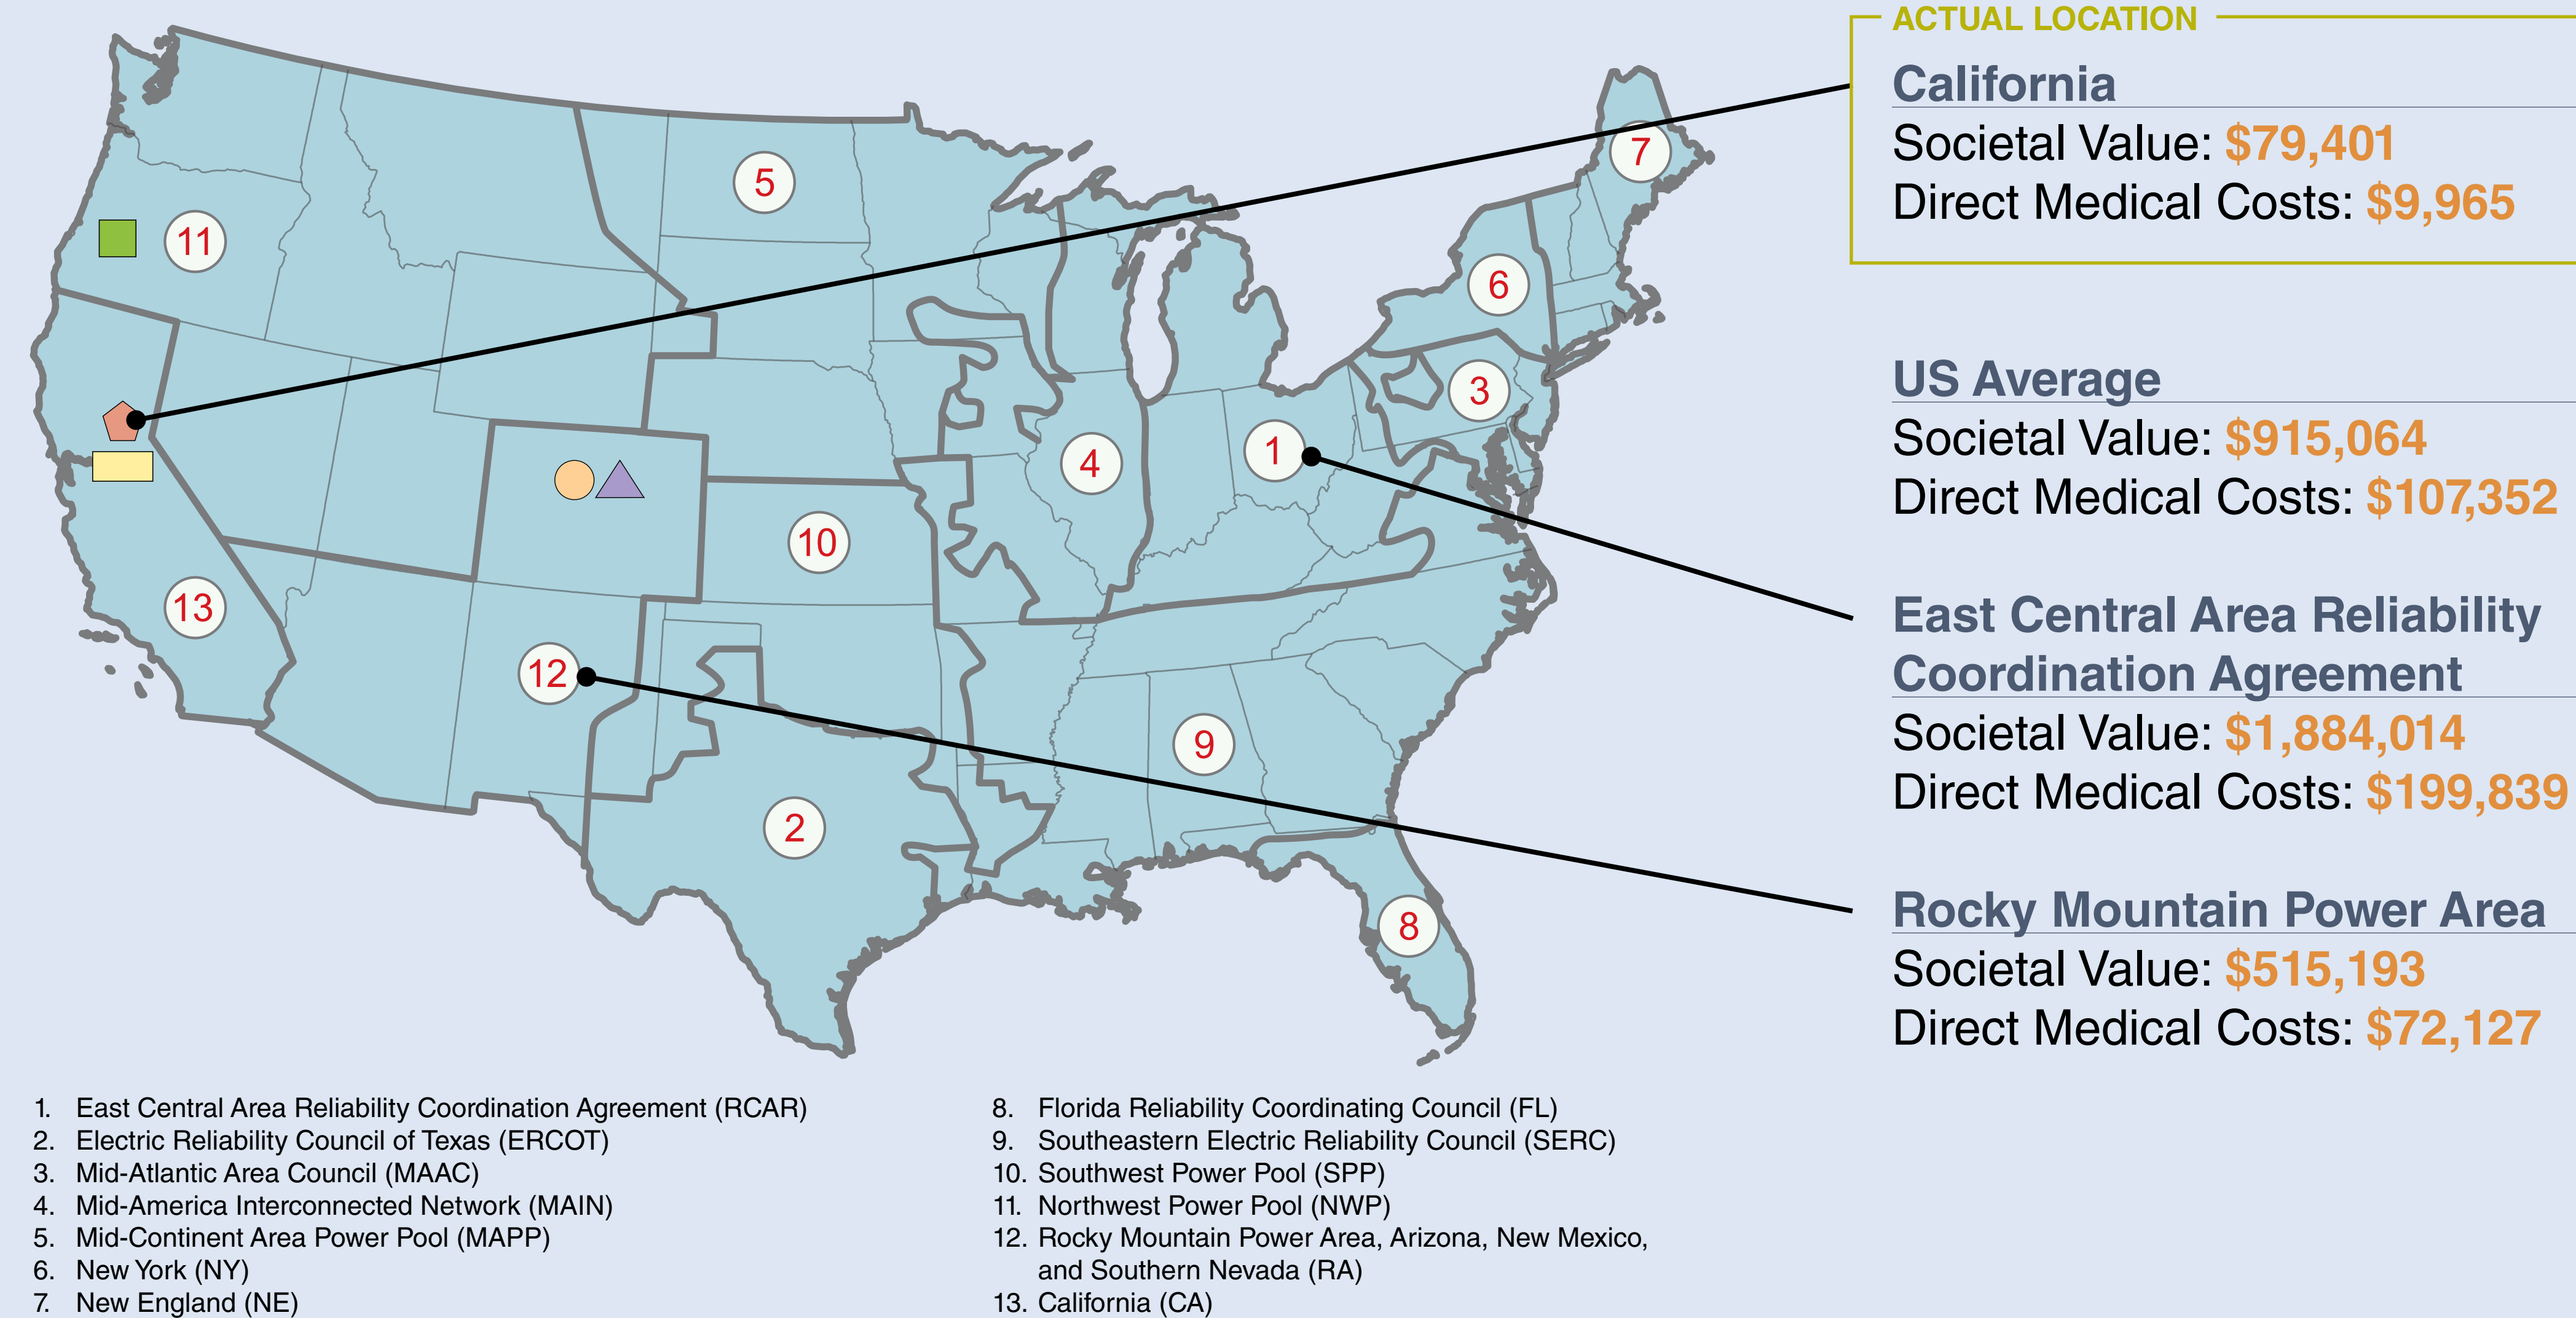 ACTUAL LOCATION
California
Societal Value: $79,401
Direct Medical Costs: $9,965
US Average
Societal Value: $915,064
Direct Medical Costs: $107,352
East Central Area Reliability
Coordination Agreement
Societal Value: $1,884,014
Direct Medical Costs: $199,839
Rocky Mountain Power Area
Societal Value: $515,193
Direct Medical Costs: $72,127
7
5
11
6
3
1
4
10
13
12
9
2
8
1. East Central Area Reliability Coordination Agreement (RCAR)
2. Electric Reliability Council of Texas (ERCOT)
3. Mid-Atlantic Area Council (MAAC)
4. Mid-America Interconnected Network (MAIN)
5. Mid-Continent Area Power Pool (MAPP)
6. New York (NY)
7. New England (NE)
8. Florida Reliability Coordinating Council (FL)
9. Southeastern Electric Reliability Council (SERC)
10. Southwest Power Pool (SPP)
11. Northwest Power Pool (NWP)
12. Rocky Mountain Power Area, Arizona, New Mexico,
and Southern Nevada (RA)
13. California (CA)